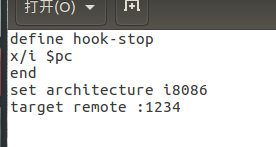 打开(O)
define hook-stop
x/i $pc
end
set architecture i8086
target remote :1234